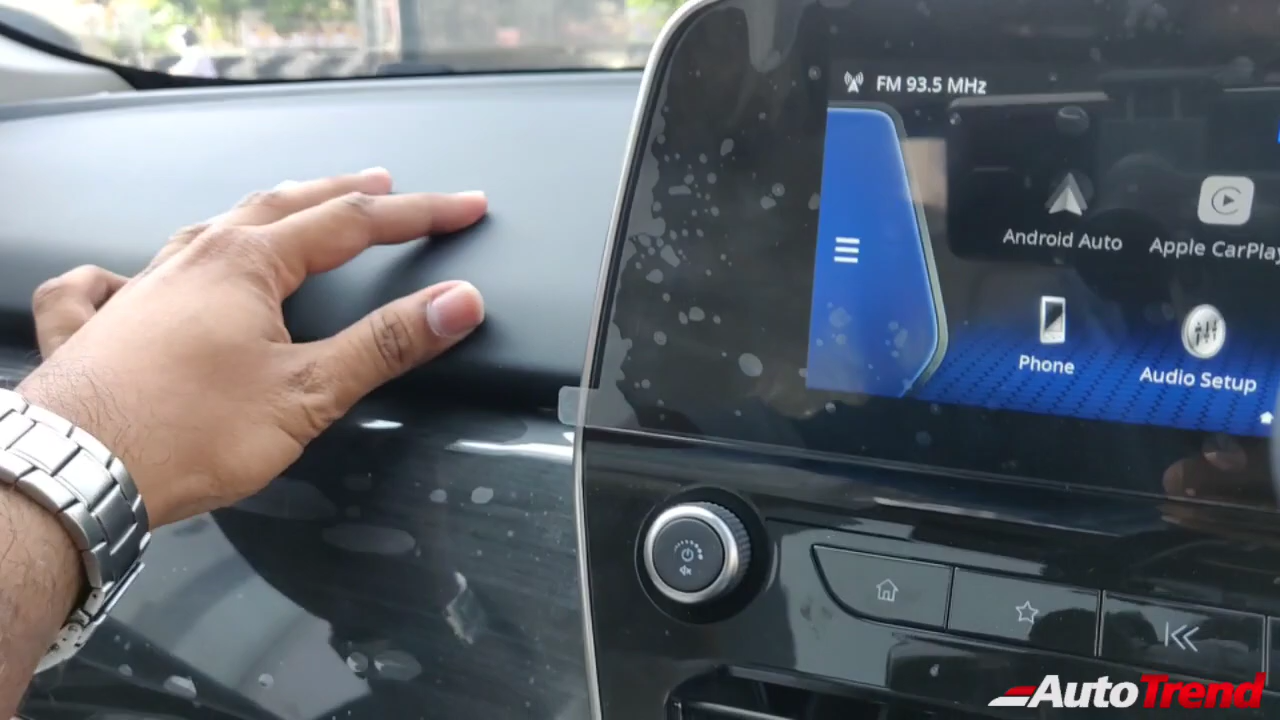 FM 93.5 MHz
Android Auto
Apple CarPlay
Phone
Audio Setup
AutoTrend